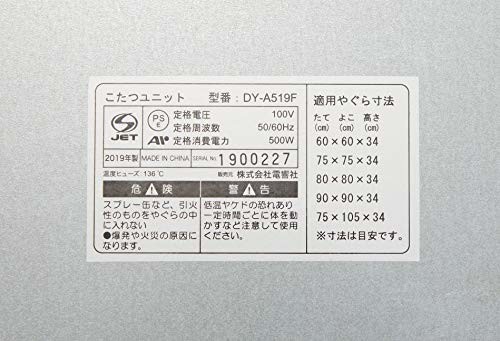 こたつユニット 型番：DY-A519F
JET
PS
E
定格電圧 100V
定格周波数 50/60Hz
定格消費電力 500W
2019年製 MADE IN CHINA SERIAL No. 1900227
温度ヒューズ：136℃ 販売元 株式会社電響社
危険
スプレー缶など、引火
性のものをやぐらの中
に入れない
●爆発や火災の原因に
なります。
警告
低温ヤケドの恐れあり
一定時間ごとに体を動
かすなど注意して使用
のこと。
適用やぐら寸法
たて よこ 高さ
(cm) (cm) (cm)
60×60×34
75×75×34
80×80×34
90×90×34
75×105×34
※寸法は目安です。